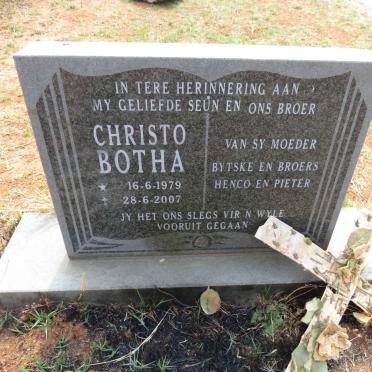 IN TERE HERINNERING AAN
MY GELIEFDE SEUN EN ONS BROER
CHRISTO
BOTHA
16-6-1979
28-6-2007
VAN SY MOEDER
BYTSKE EN BROERS
HENCO EN PIETER
JY HET ONS SLEGS VIR N WYLE
VOORUIT GEGAAN